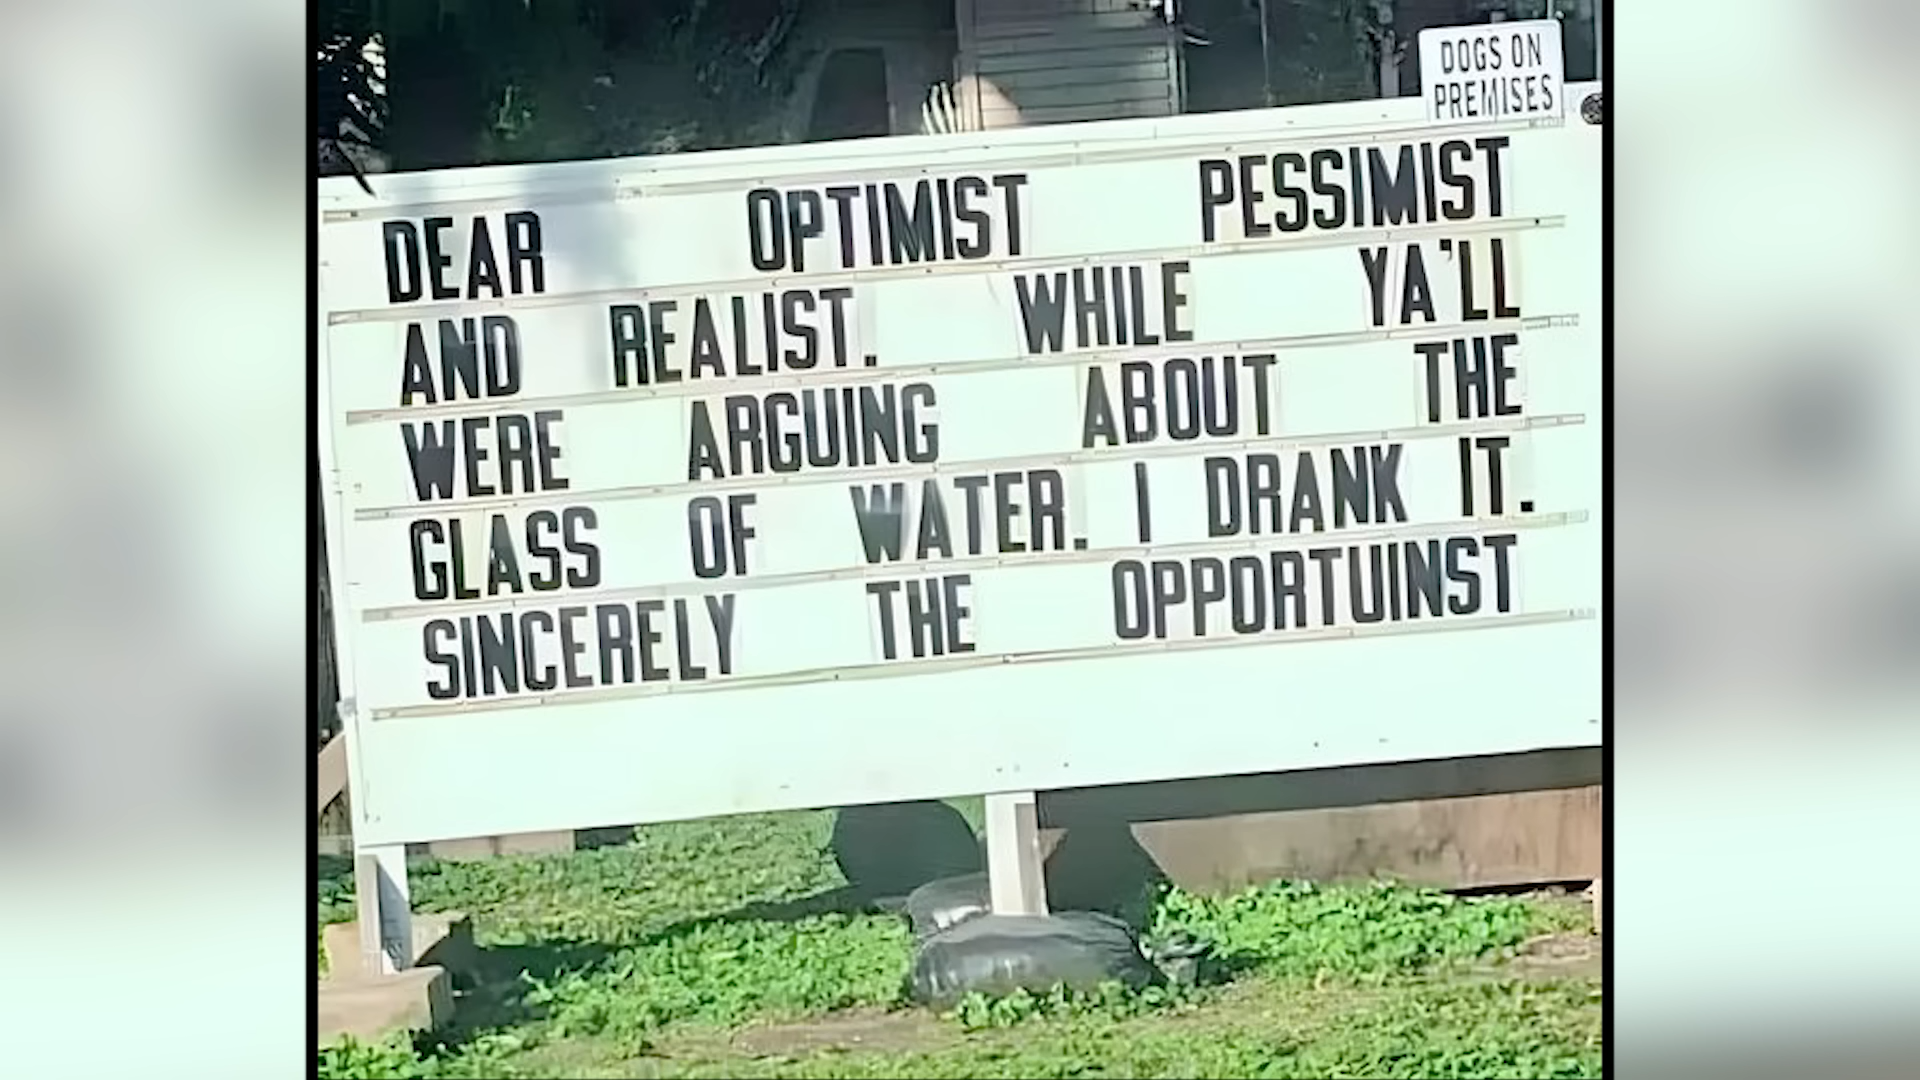 DOGS ON
PREMISES
DEAR OPTIMIST PESSIMIST
AND REALIST. WHILE YA'LL
WERE ARGUING ABOUT THE
GLASS OF WATER. I DRANK IT.
SINCERELY THE OPPORTUINST